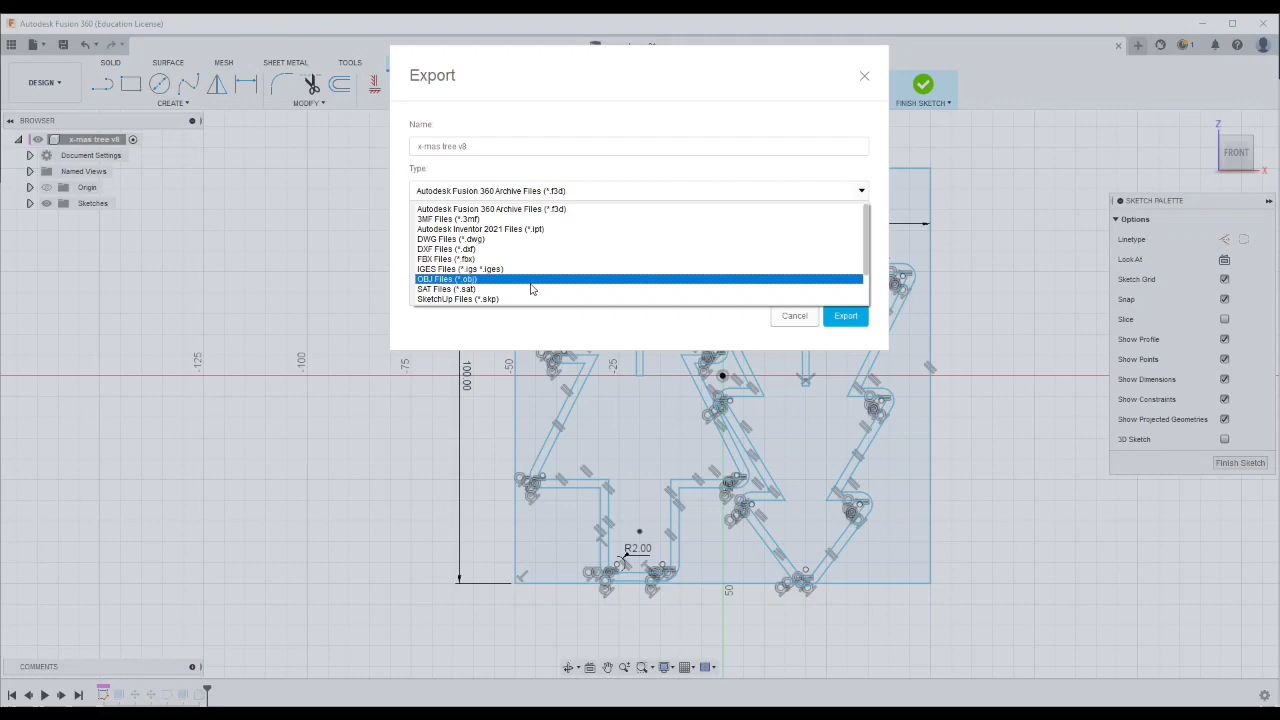 Autodesk Fusion 360 (Education License)
SOLID SURFACE MESH SHEET METAL TOOLS
DESIGN
CREATE MODIFY FINISH SKETCH
BROWSER
x-mas tree v8
Document Settings
Named Views
Origin
Sketches
Export
Name:
x-mas tree v8
Type:
Autodesk Fusion 360 Archive Files (*.f3d)
Autodesk Fusion 360 Archive Files (*.f3d)
3MF Files (*.3mf)
Autodesk Inventor 2021 Files (*.ipt)
DWG Files (*.dwg)
DXF Files (*.dxf)
FBX Files (*.fbx)
IGES Files (*.igs *.iges)
OBJ Files (*.obj)
SAT Files (*.sat)
SketchUp Files (*.skp)
Cancel Export
Z
FRONT
X
SKETCH PALETTE
Options
Linetype
Look At
Sketch Grid
Snap
Slice
Show Profile
Show Points
Show Dimensions
Show Constraints
Show Projected Geometries
3D Sketch
Finish Sketch
-125
-100
-75
-50
-25
100.00
R2.00
50
COMMENTS